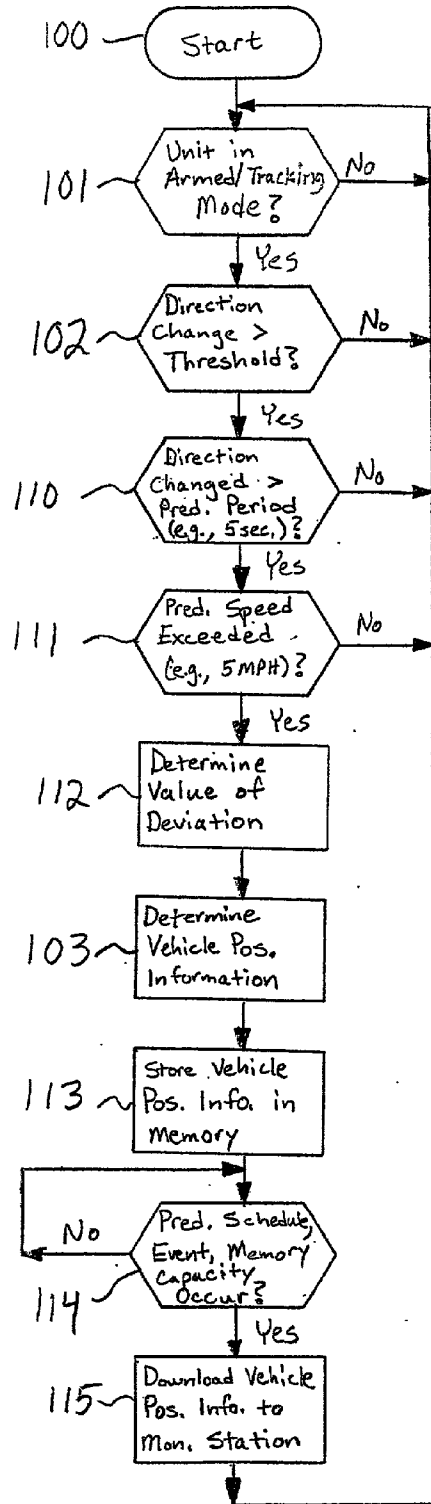 100
Start
101
Unit in
Armed/Tracking
Mode?
No
Yes
102
Direction
Change >
Threshold?
No
Yes
110
Direction
Changed >
Pred. Period
(e.g., 5sec.)?
No
Yes
111
Pred. Speed
Exceeded
(e.g., 5MPH)?
No
Yes
112
Determine
Value of
Deviation
103
Determine
Vehicle Pos.
Information
113
Store Vehicle
Pos. Info. in
Memory
No
114
Pred. Schedule,
Event, Memory
Capacity
Occur?
Yes
115
Download Vehicle
Pos. Info. to
Mon. Station